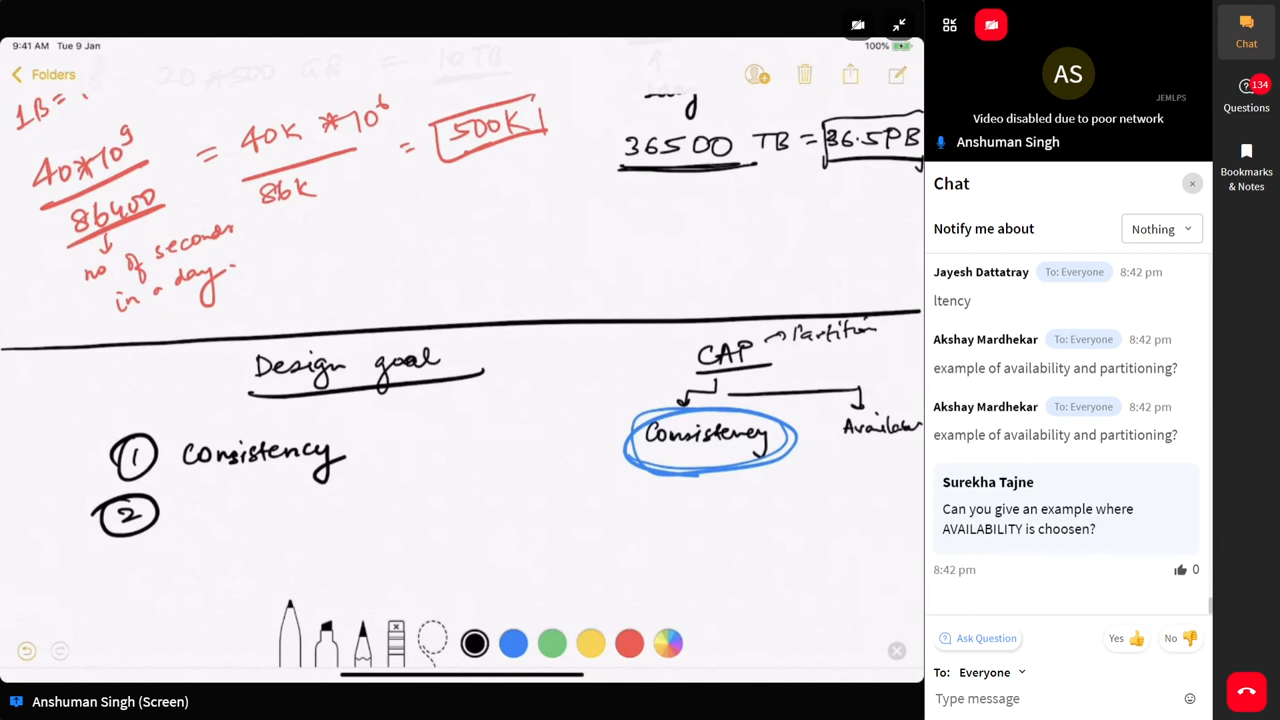 9:41 AM Tue 9 Jan
100%
Folders
20 * 500 GB = 10TB
1B =
40*10^9 / 86400 = 40K * 10^6 / 86K = 500K
no of seconds
in a day.
36500 TB = 36.5PB
Design goal
CAP → Partition
Consistency
Availabi
1 Consistency
2
Anshuman Singh (Screen)
AS
JEMLPS
Video disabled due to poor network
Anshuman Singh
Chat
Notify me about
Nothing
Jayesh Dattatray To: Everyone 8:42 pm
ltency
Akshay Mardhekar To: Everyone 8:42 pm
example of availability and partitioning?
Akshay Mardhekar To: Everyone 8:42 pm
example of availability and partitioning?
Surekha Tajne
Can you give an example where
AVAILABILITY is choosen?
8:42 pm
0
Ask Question
Yes
No
To: Everyone
Type message
Chat
134
Questions
Bookmarks
& Notes